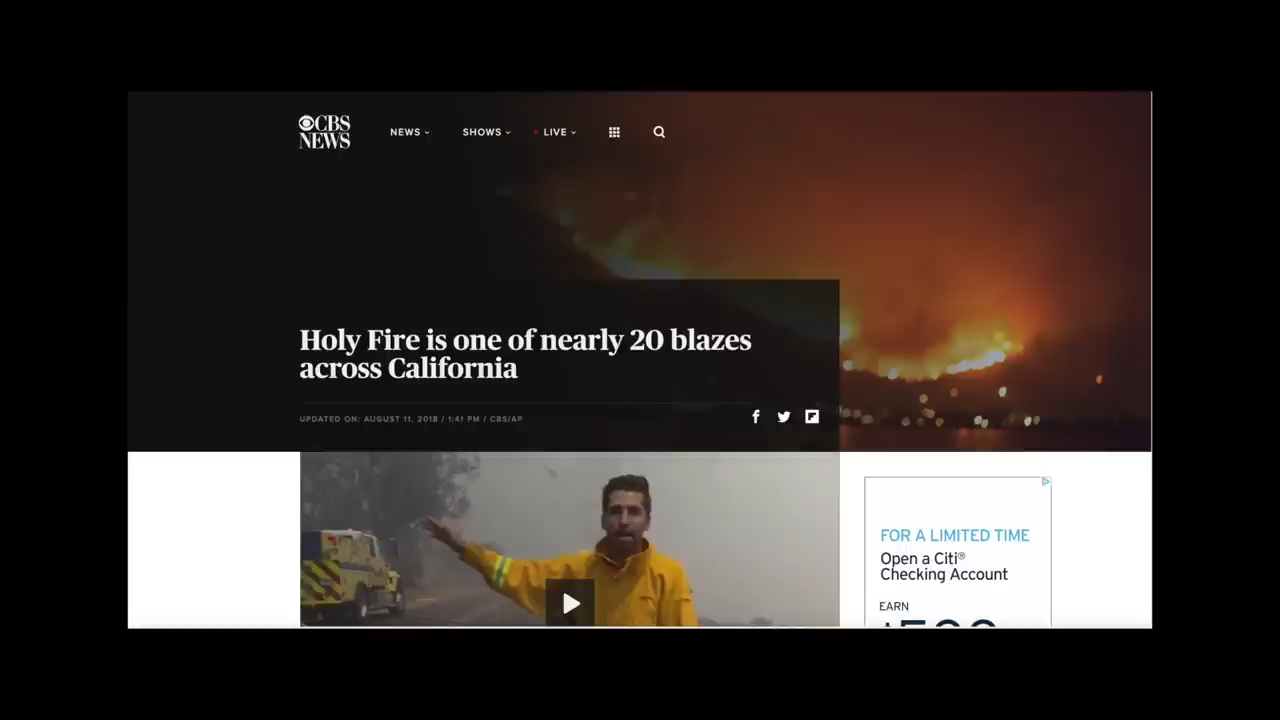 CBS
NEWS
NEWS
SHOWS
LIVE
Holy Fire is one of nearly 20 blazes
across California
UPDATED ON: AUGUST 11, 2018 / 1:41 PM / CBS/AP
FOR A LIMITED TIME
Open a Citi®
Checking Account
EARN